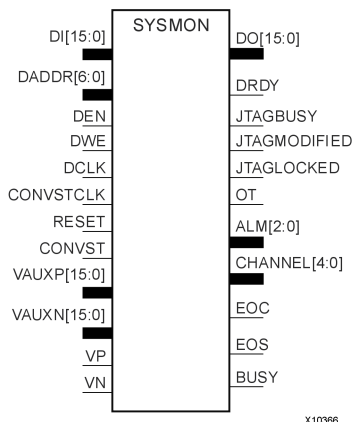 SYSMON
DI[15:0]
DADDR[6:0]
DEN
DWE
DCLK
CONVSTCLK
RESET
CONVST
VAUXP[15:0]
VAUXN[15:0]
VP
VN
DO[15:0]
DRDY
JTAGBUSY
JTAGMODIFIED
JTAGLOCKED
OT
ALM[2:0]
CHANNEL[4:0]
EOC
EOS
BUSY
X10366